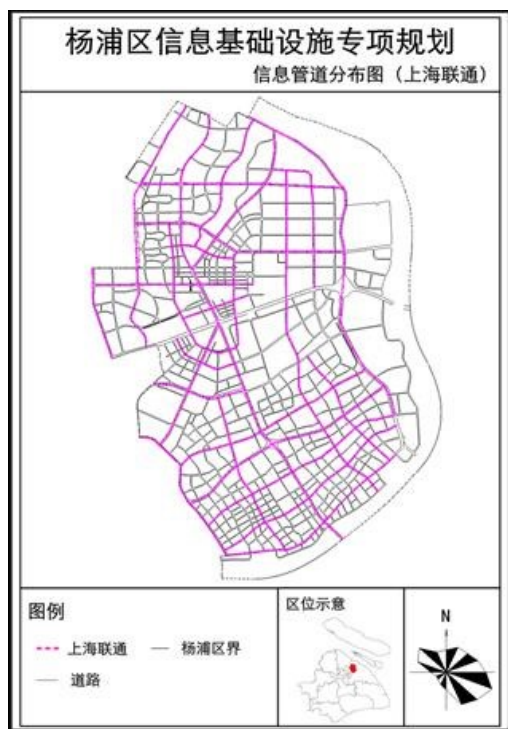 杨浦区信息基础设施专项规划
信息管道分布图（上海联通）
图例
上海联通 杨浦区界
道路
区位示意
N